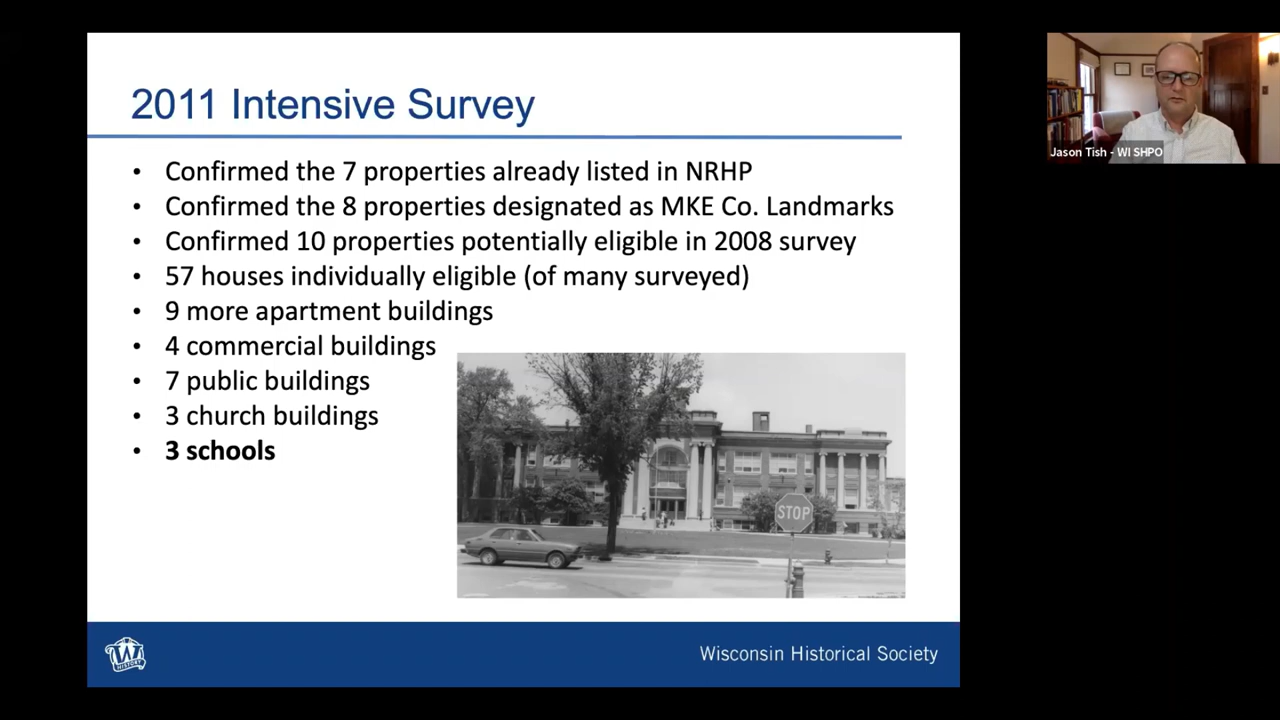 2011 Intensive Survey
• Confirmed the 7 properties already listed in NRHP
• Confirmed the 8 properties designated as MKE Co. Landmarks
• Confirmed 10 properties potentially eligible in 2008 survey
• 57 houses individually eligible (of many surveyed)
• 9 more apartment buildings
• 4 commercial buildings
• 7 public buildings
• 3 church buildings
• 3 schools
STOP
W
HISTORY
Wisconsin Historical Society
Jason Tish - WI SHPO